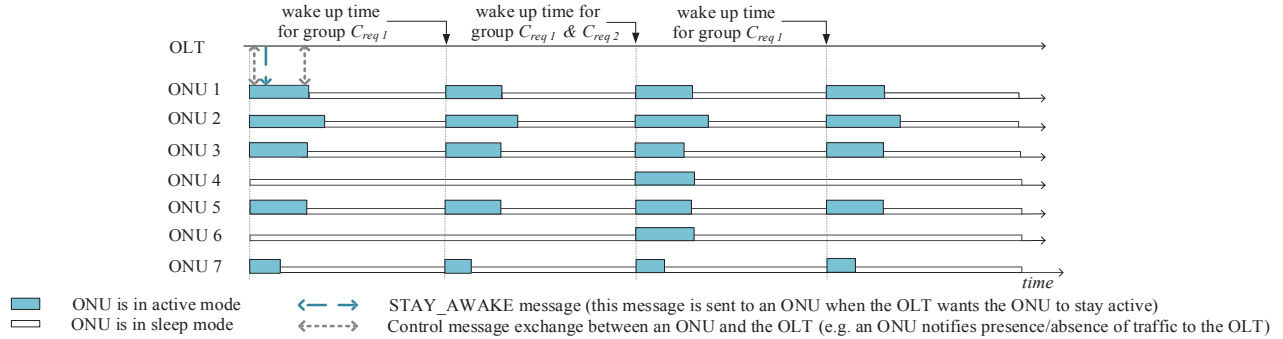 wake up time
for group C_req 1
wake up time for
group C_req 1 & C_req 2
wake up time
for group C_req 1
OLT
ONU 1
ONU 2
ONU 3
ONU 4
ONU 5
ONU 6
ONU 7
time
ONU is in active mode
STAY_AWAKE message (this message is sent to an ONU when the OLT wants the ONU to stay active)
ONU is in sleep mode
Control message exchange between an ONU and the OLT (e.g. an ONU notifies presence/absence of traffic to the OLT)